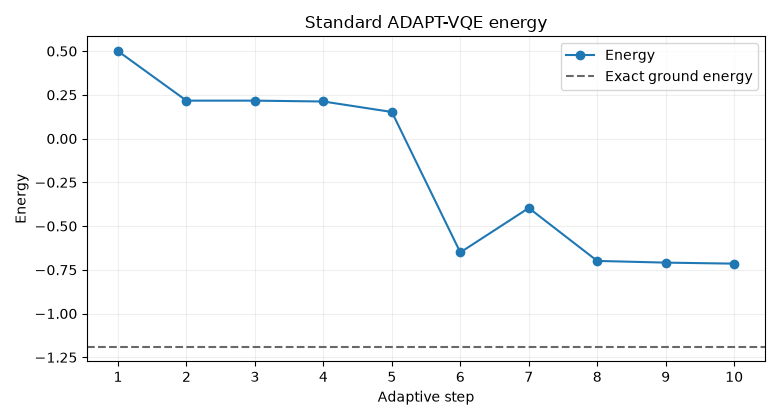 Standard ADAPT-VQE energy
Energy
Exact ground energy
0.50
0.25
0.00
−0.25
−0.50
−0.75
−1.00
−1.25
Energy
1 2 3 4 5 6 7 8 9 10
Adaptive step